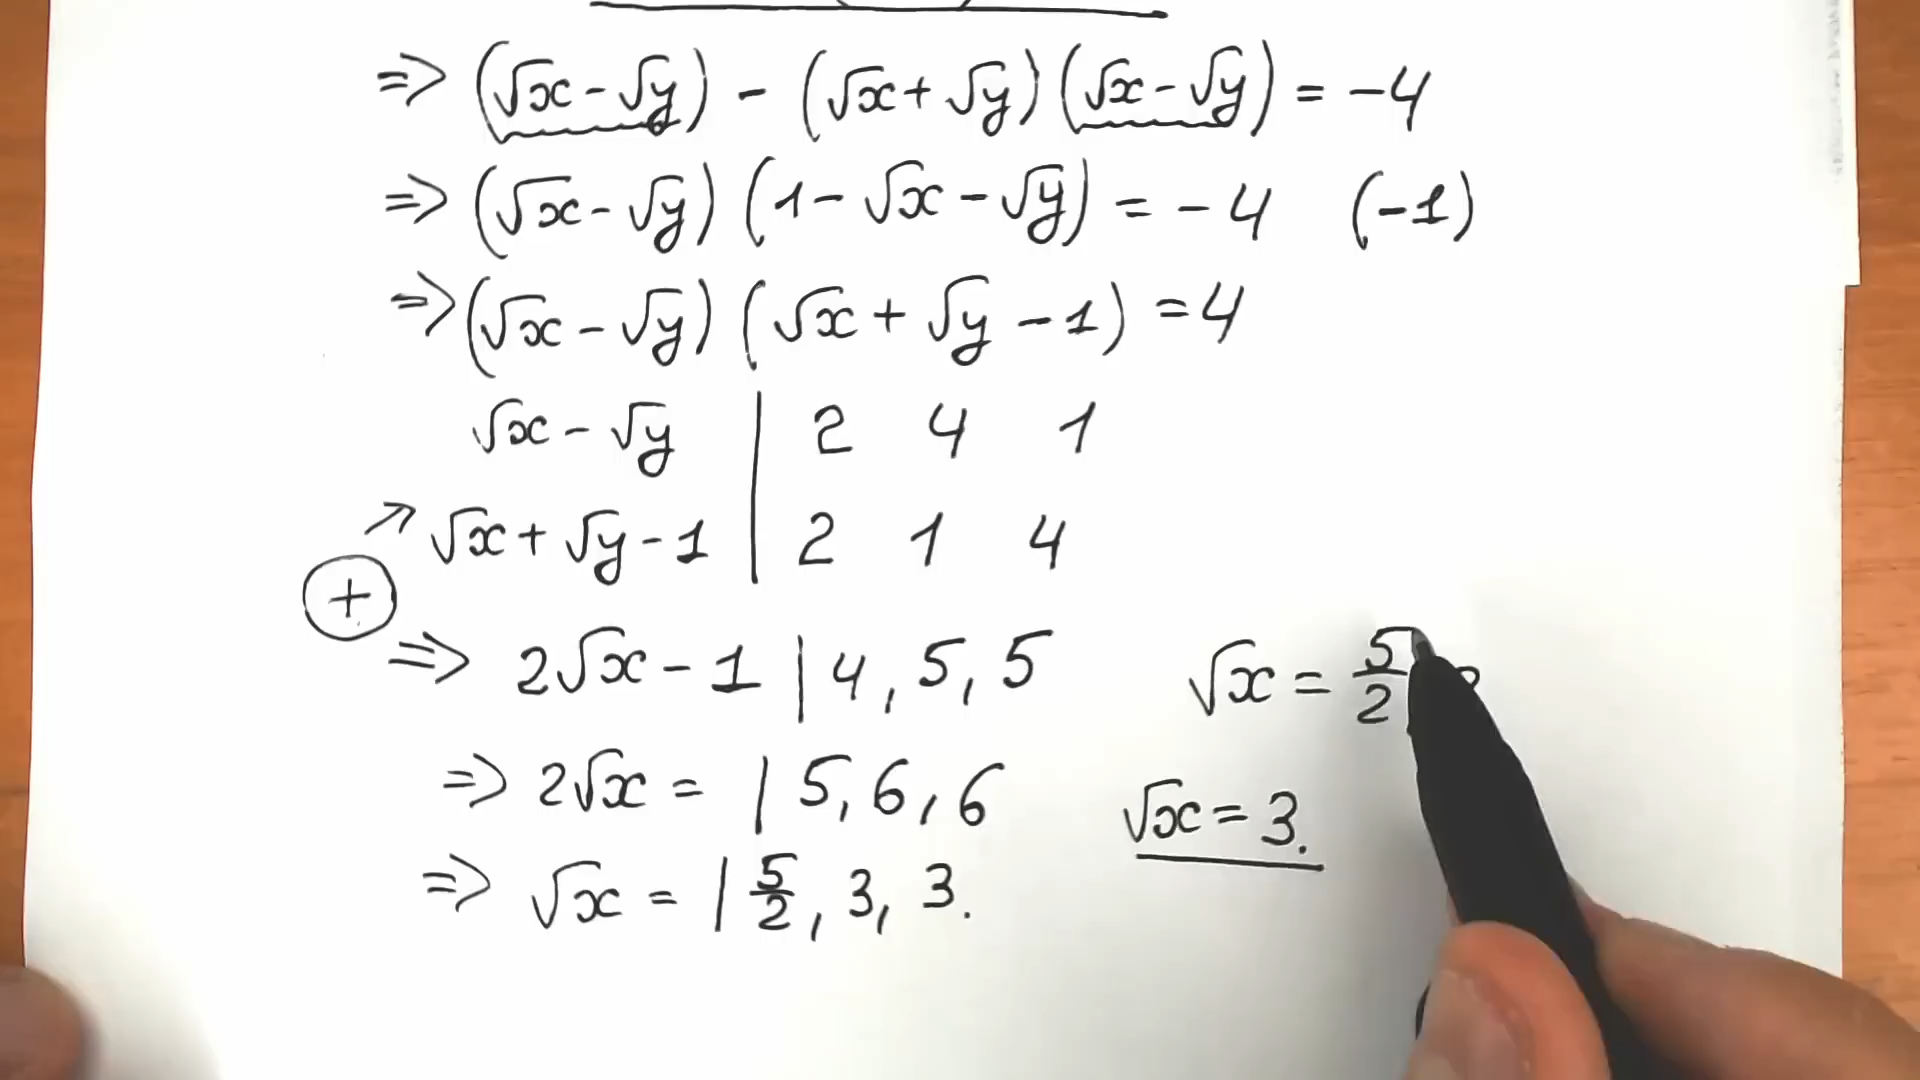 => (√x - √y) - (√x + √y)(√x - √y) = -4
=> (√x - √y)(1 - √x - √y) = -4 (-1)
=> (√x - √y)(√x + √y - 1) = 4
√x - √y | 2 4 1
√x + √y - 1 | 2 1 4
+
=> 2√x - 1 | 4, 5, 5
√x = 5/2
=> 2√x = | 5, 6, 6
√x = 3.
=> √x = | 5/2, 3, 3.